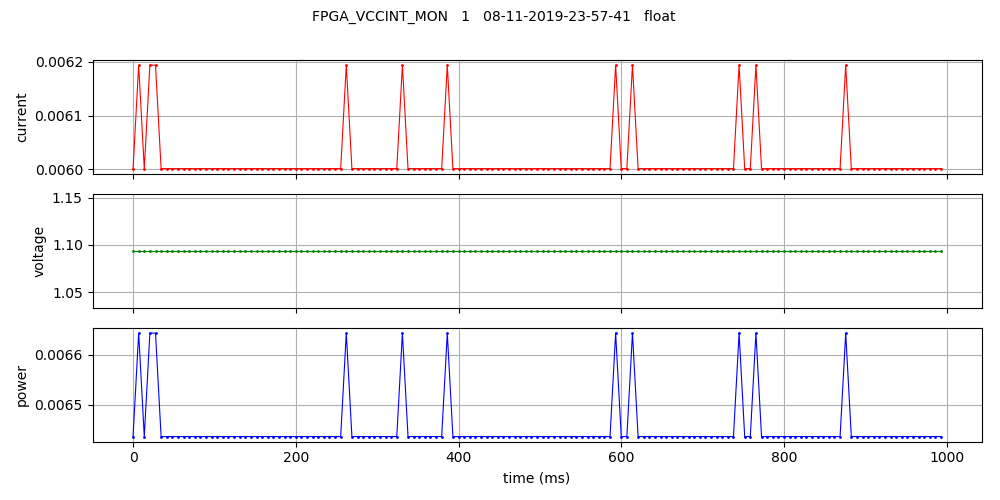 FPGA_VCCINT_MON 1 08-11-2019-23-57-41 float
0.0062
0.0061
0.0060
current
1.15
1.10
1.05
voltage
0.0066
0.0065
power
0 200 400 600 800 1000
time (ms)